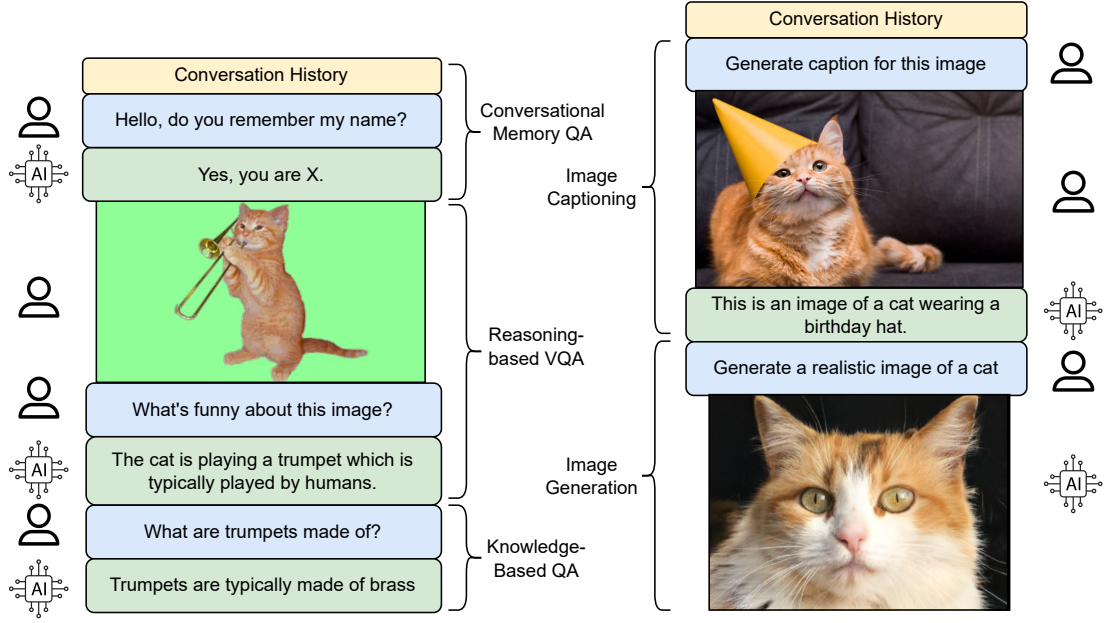 Conversation History
Hello, do you remember my name?
AI
Yes, you are X.
Conversational
Memory QA
What's funny about this image?
AI
The cat is playing a trumpet which is
typically played by humans.
Reasoning-
based VQA
What are trumpets made of?
AI
Trumpets are typically made of brass
Knowledge-
Based QA
Conversation History
Generate caption for this image
Image
Captioning
This is an image of a cat wearing a
birthday hat.
AI
Generate a realistic image of a cat
Image
Generation
AI